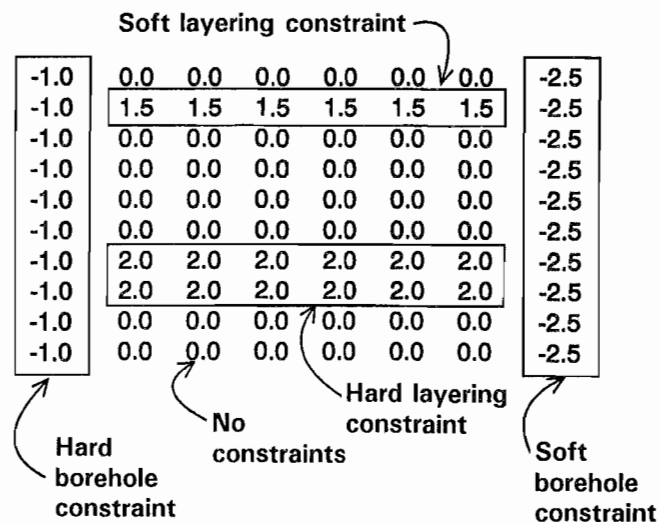 Soft layering constraint
-1.0 0.0 0.0 0.0 0.0 0.0 0.0 -2.5
-1.0 1.5 1.5 1.5 1.5 1.5 1.5 -2.5
-1.0 0.0 0.0 0.0 0.0 0.0 0.0 -2.5
-1.0 0.0 0.0 0.0 0.0 0.0 0.0 -2.5
-1.0 0.0 0.0 0.0 0.0 0.0 0.0 -2.5
-1.0 0.0 0.0 0.0 0.0 0.0 0.0 -2.5
-1.0 2.0 2.0 2.0 2.0 2.0 2.0 -2.5
-1.0 2.0 2.0 2.0 2.0 2.0 2.0 -2.5
-1.0 0.0 0.0 0.0 0.0 0.0 0.0 -2.5
-1.0 0.0 0.0 0.0 0.0 0.0 0.0 -2.5
Hard
borehole
constraint
No
constraints
Hard layering
constraint
Soft
borehole
constraint